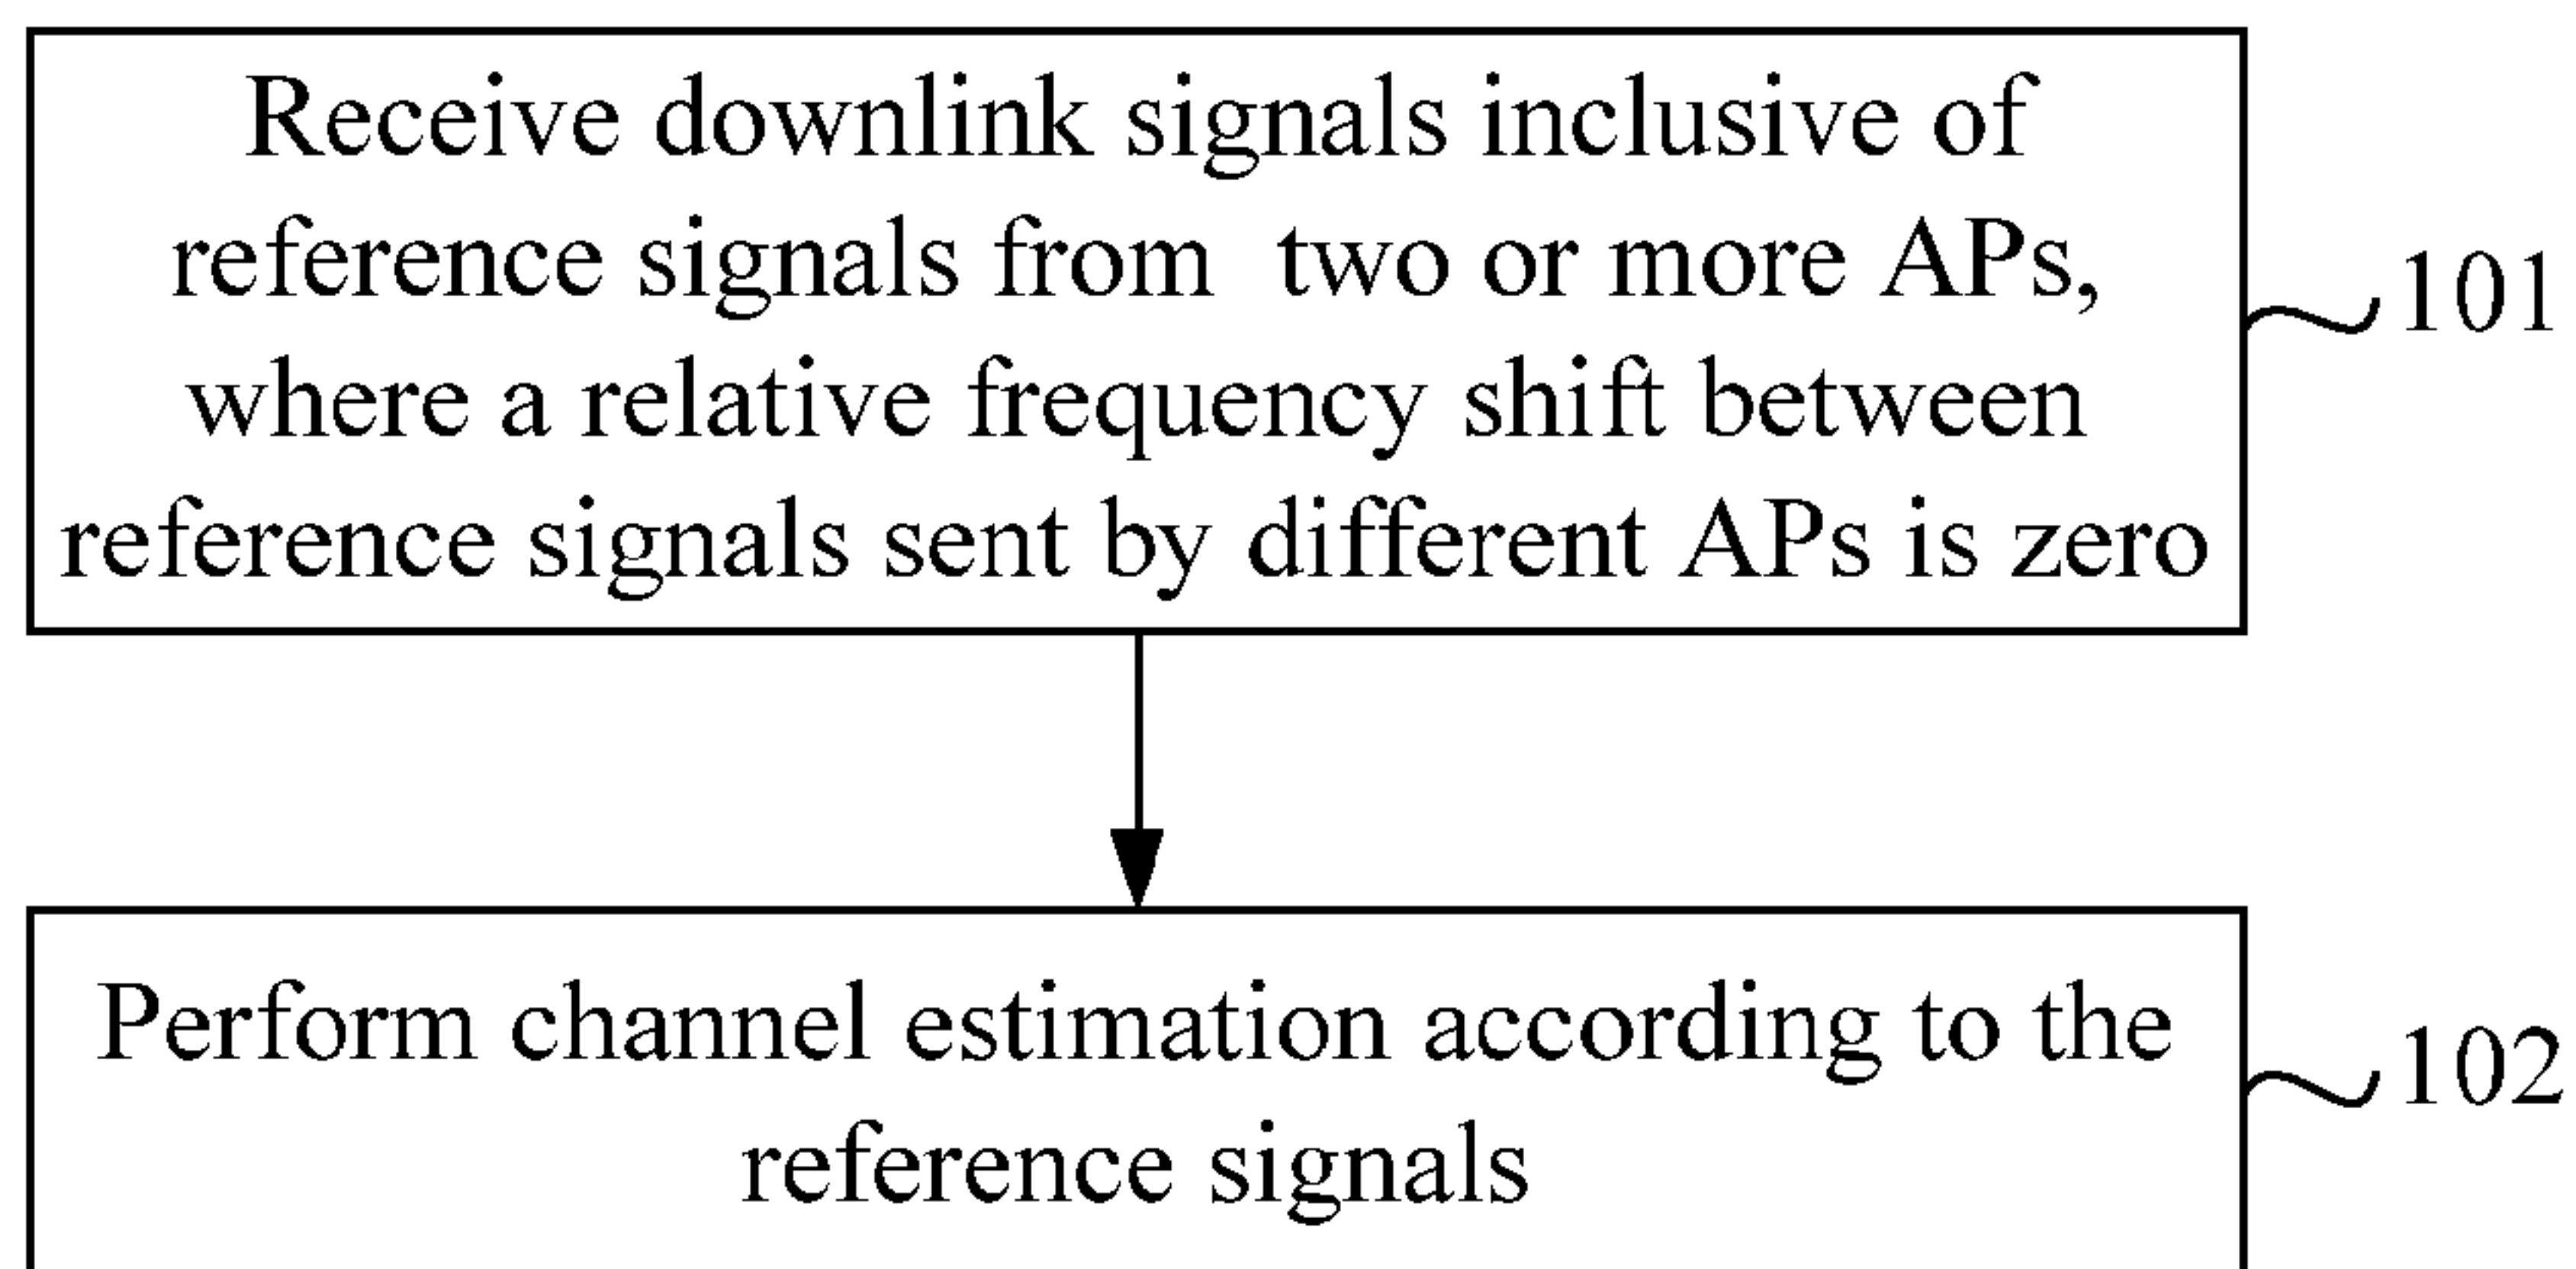 Receive downlink signals inclusive of
reference signals from two or more APs,
where a relative frequency shift between
reference signals sent by different APs is zero
101
Perform channel estimation according to the
reference signals
102